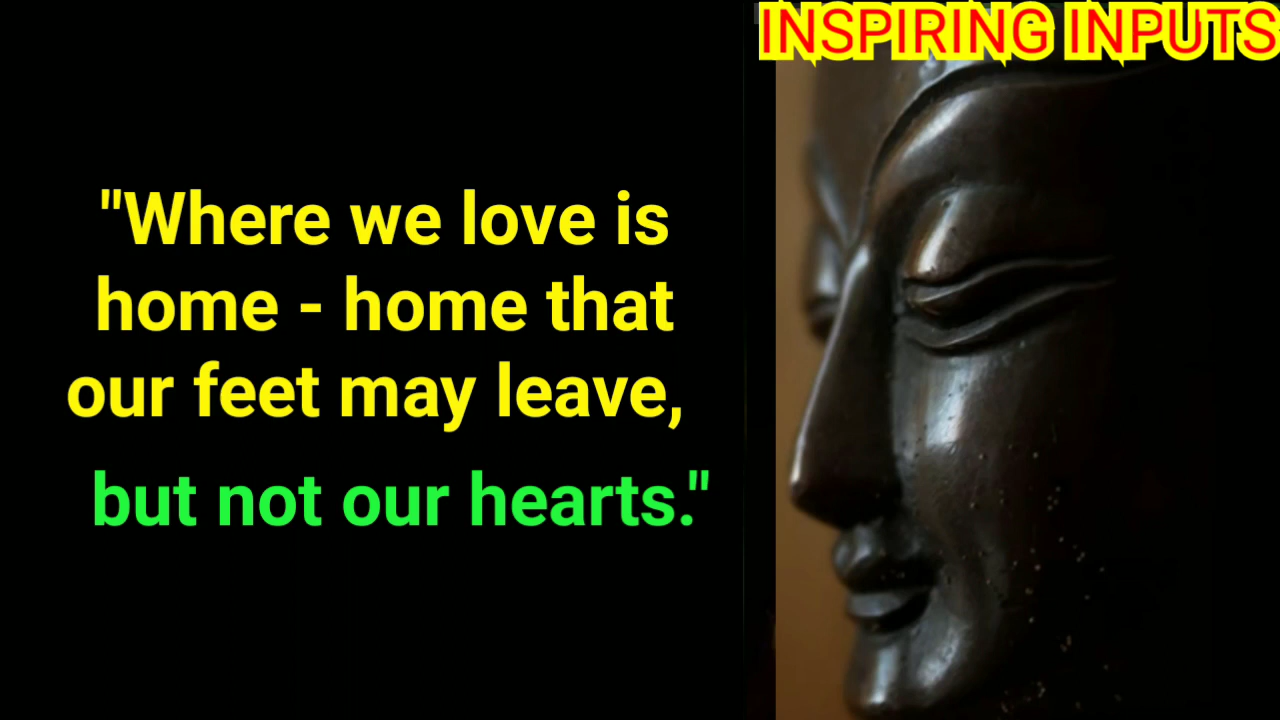 INSPIRING INPUTS
"Where we love is
home - home that
our feet may leave,
but not our hearts."